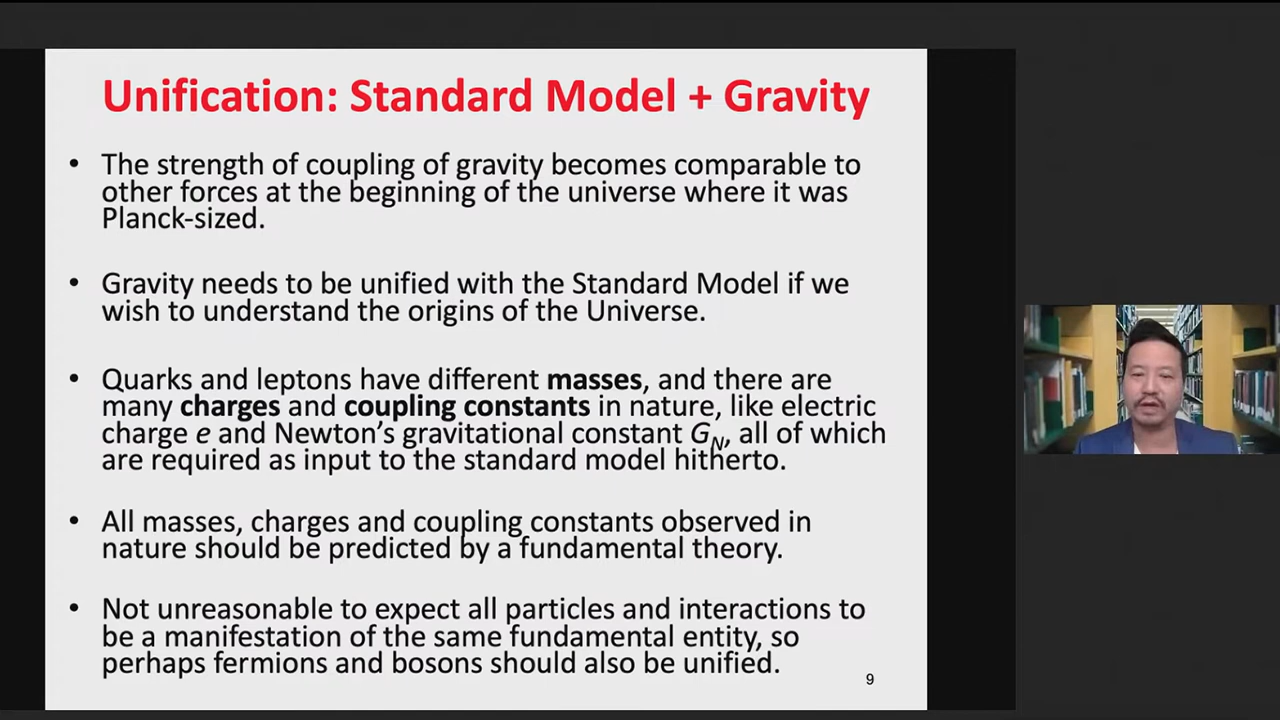 Unification: Standard Model + Gravity
• The strength of coupling of gravity becomes comparable to
other forces at the beginning of the universe where it was
Planck-sized.
• Gravity needs to be unified with the Standard Model if we
wish to understand the origins of the Universe.
• Quarks and leptons have different masses, and there are
many charges and coupling constants in nature, like electric
charge e and Newton's gravitational constant G_N, all of which
are required as input to the standard model hitherto.
• All masses, charges and coupling constants observed in
nature should be predicted by a fundamental theory.
• Not unreasonable to expect all particles and interactions to
be a manifestation of the same fundamental entity, so
perhaps fermions and bosons should also be unified.
9